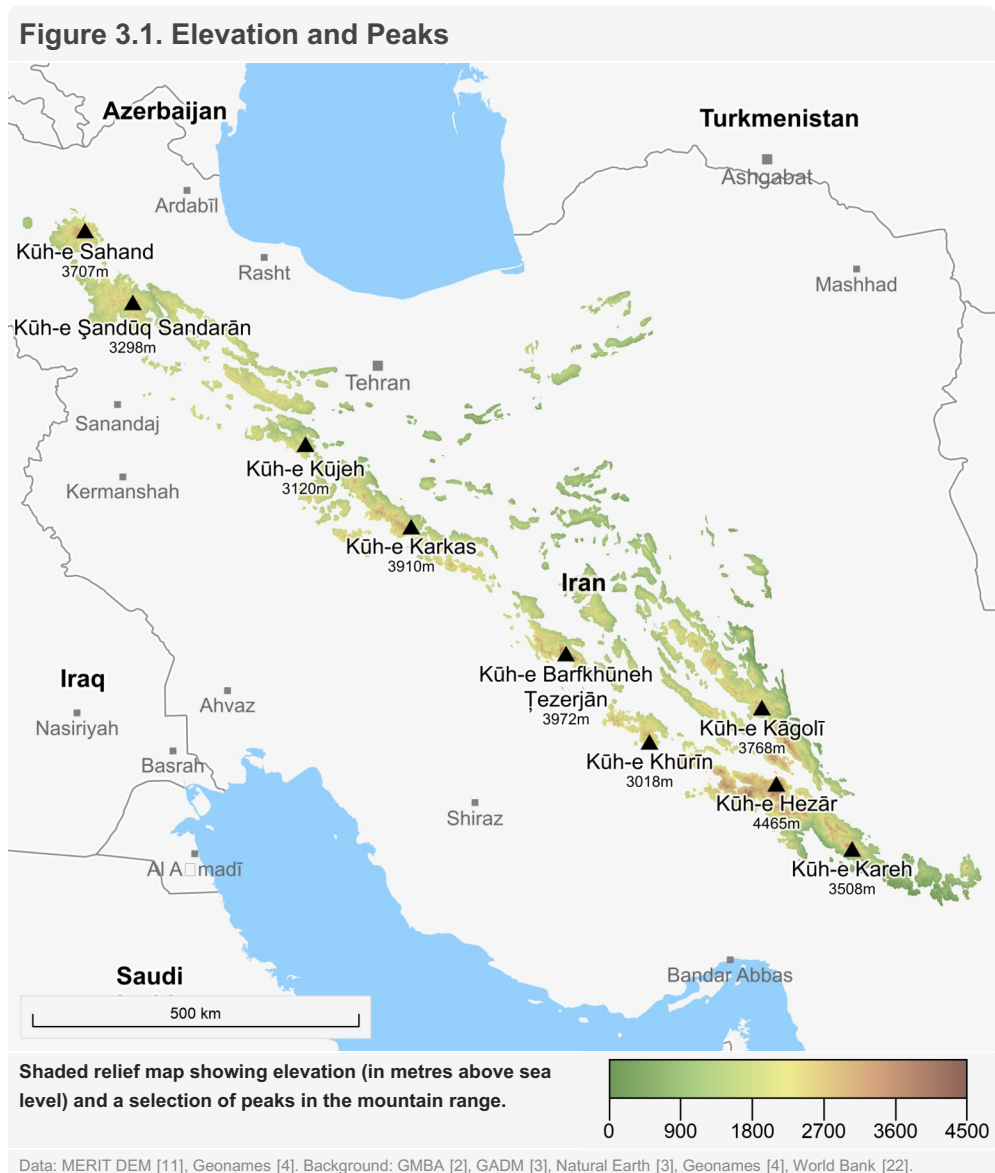 Figure 3.1. Elevation and Peaks
Azerbaijan
Turkmenistan
Ashgabat
Ardabīl
Kūh-e Sahand
3707m
Rasht
Mashhad
Kūh-e Şandūq Sandarān
3298m
Tehran
Sanandaj
Kūh-e Kūjeh
3120m
Kermanshah
Kūh-e Karkas
3910m
Iran
Kūh-e Barfkhūneh
Ţezerjān
3972m
Iraq
Nasiriyah
Ahvaz
Kūh-e Kāgolī
3768m
Basrah
Kūh-e Khūrīn
3018m
Shiraz
Kūh-e Hezār
4465m
Al A□madī
Kūh-e Kareh
3508m
Saudi
Bandar Abbas
500 km
Shaded relief map showing elevation (in metres above sea
level) and a selection of peaks in the mountain range.
0 900 1800 2700 3600 4500
Data: MERIT DEM [11], Geonames [4]. Background: GMBA [2], GADM [3], Natural Earth [3], Geonames [4], World Bank [22].